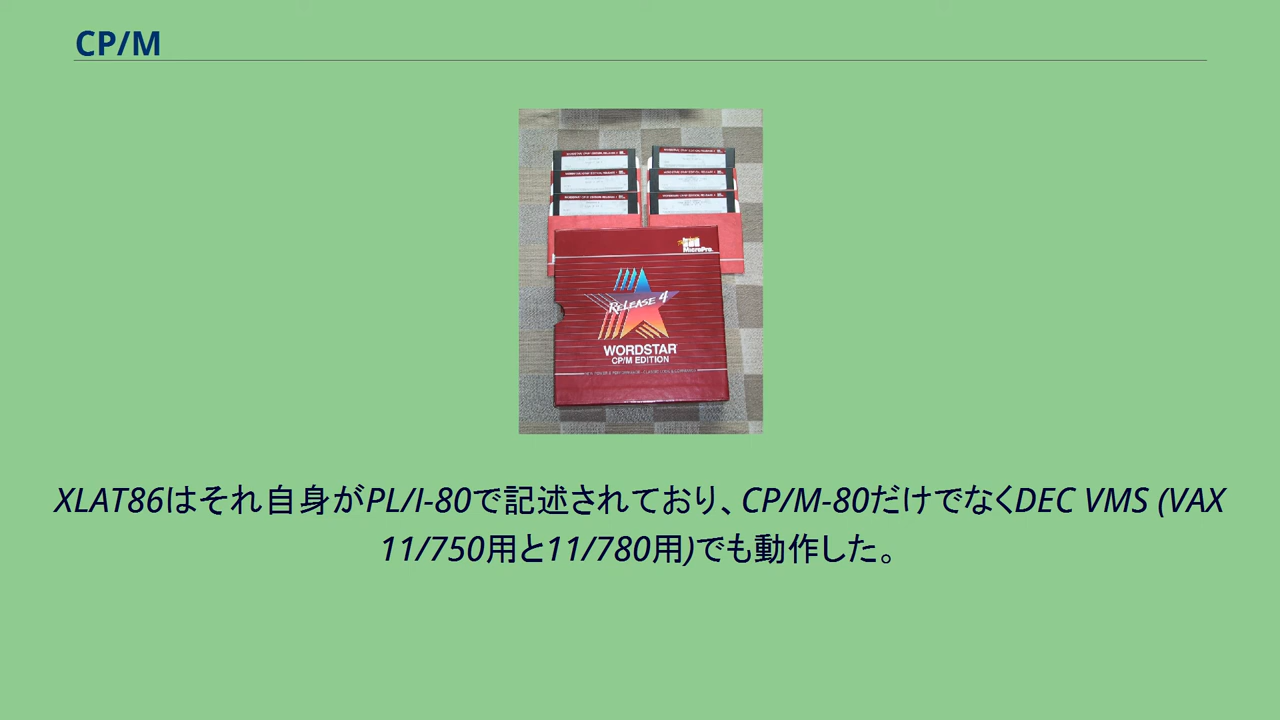 CP/M
MicroPro
RELEASE 4
WORDSTAR
CP/M EDITION
XLAT86はそれ自身がPL/I-80で記述されており、CP/M-80だけでなくDEC VMS (VAX
11/750用と11/780用)でも動作した。